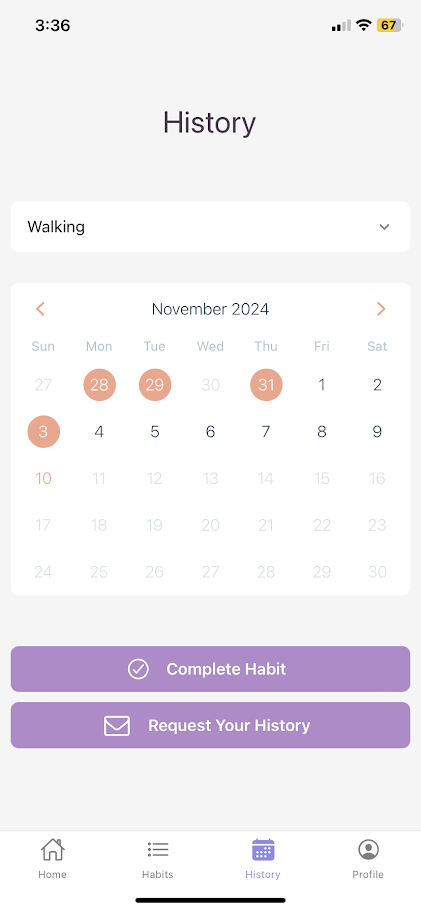 3:36
67
History
Walking
November 2024
Sun Mon Tue Wed Thu Fri Sat
27 28 29 30 31 1 2
3 4 5 6 7 8 9
10 11 12 13 14 15 16
17 18 19 20 21 22 23
24 25 26 27 28 29 30
Complete Habit
Request Your History
Home Habits History Profile